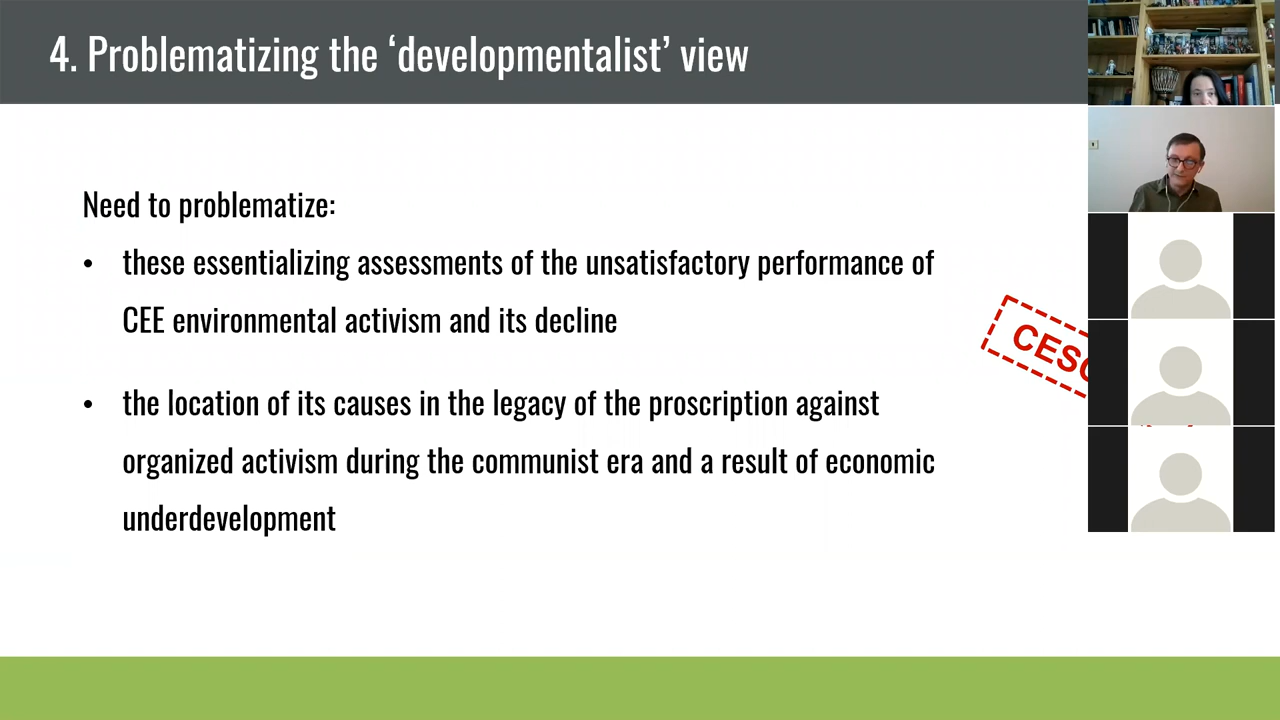 4. Problematizing the ‘developmentalist’ view
Need to problematize:
• these essentializing assessments of the unsatisfactory performance of
CEE environmental activism and its decline
• the location of its causes in the legacy of the proscription against
organized activism during the communist era and a result of economic
underdevelopment